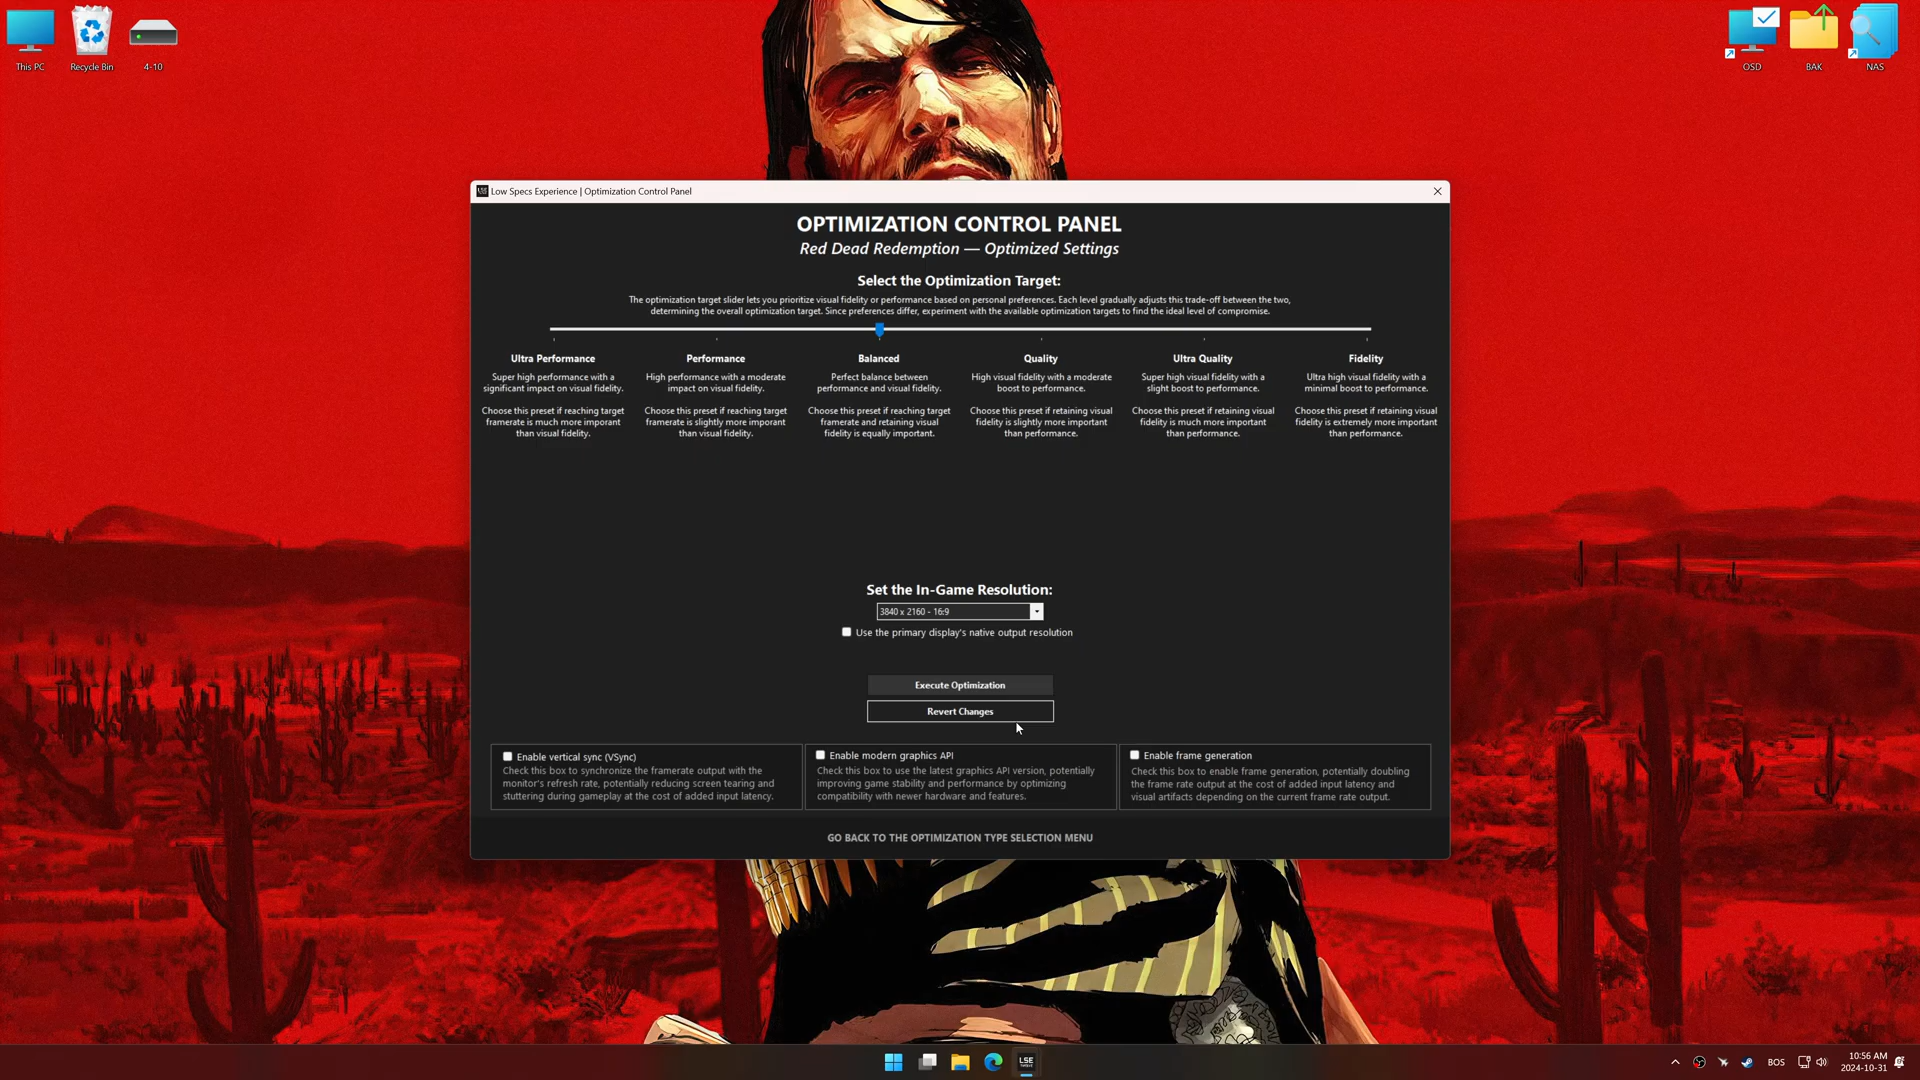 This PC
Recycle Bin
4-10
OSD
BAK
NAS
LSE
Low Specs Experience | Optimization Control Panel
OPTIMIZATION CONTROL PANEL
Red Dead Redemption — Optimized Settings
Select the Optimization Target:
The optimization target slider lets you prioritize visual fidelity or performance based on personal preferences. Each level gradually adjusts this trade-off between the two,
determining the overall optimization target. Since preferences differ, experiment with the available optimization targets to find the ideal level of compromise.
Ultra Performance
Super high performance with a
significant impact on visual fidelity.
Choose this preset if reaching target
framerate is much more imporant
than visual fidelity.
Performance
High performance with a moderate
impact on visual fidelity.
Choose this preset if reaching target
framerate is slightly more imporant
than visual fidelity.
Balanced
Perfect balance between
performance and visual fidelity.
Choose this preset if reaching target
framerate and retaining visual
fidelity is equally important.
Quality
High visual fidelity with a moderate
boost to performance.
Choose this preset if retaining visual
fidelity is slightly more important
than performance.
Ultra Quality
Super high visual fidelity with a
slight boost to performance.
Choose this preset if retaining visual
fidelity is much more important
than performance.
Fidelity
Ultra high visual fidelity with a
minimal boost to performance.
Choose this preset if retaining visual
fidelity is extremely more important
than performance.
Set the In-Game Resolution:
3840 x 2160 - 16:9
Use the primary display's native output resolution
Execute Optimization
Revert Changes
Enable vertical sync (VSync)
Check this box to synchronize the framerate output with the
monitor's refresh rate, potentially reducing screen tearing and
stuttering during gameplay at the cost of added input latency.
Enable modern graphics API
Check this box to use the latest graphics API version, potentially
improving game stability and performance by optimizing
compatibility with newer hardware and features.
Enable frame generation
Check this box to enable frame generation, potentially doubling
the frame rate output at the cost of added input latency and
visual artifacts depending on the current frame rate output.
GO BACK TO THE OPTIMIZATION TYPE SELECTION MENU
LSE
BOS
10:56 AM
2024-10-31